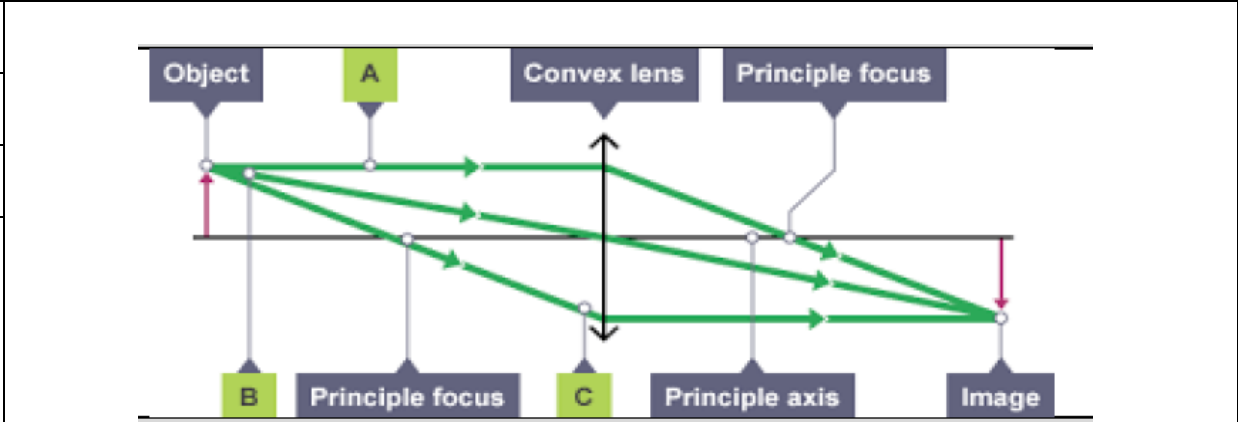 Object
A
Convex lens
Principle focus
B
Principle focus
C
Principle axis
Image